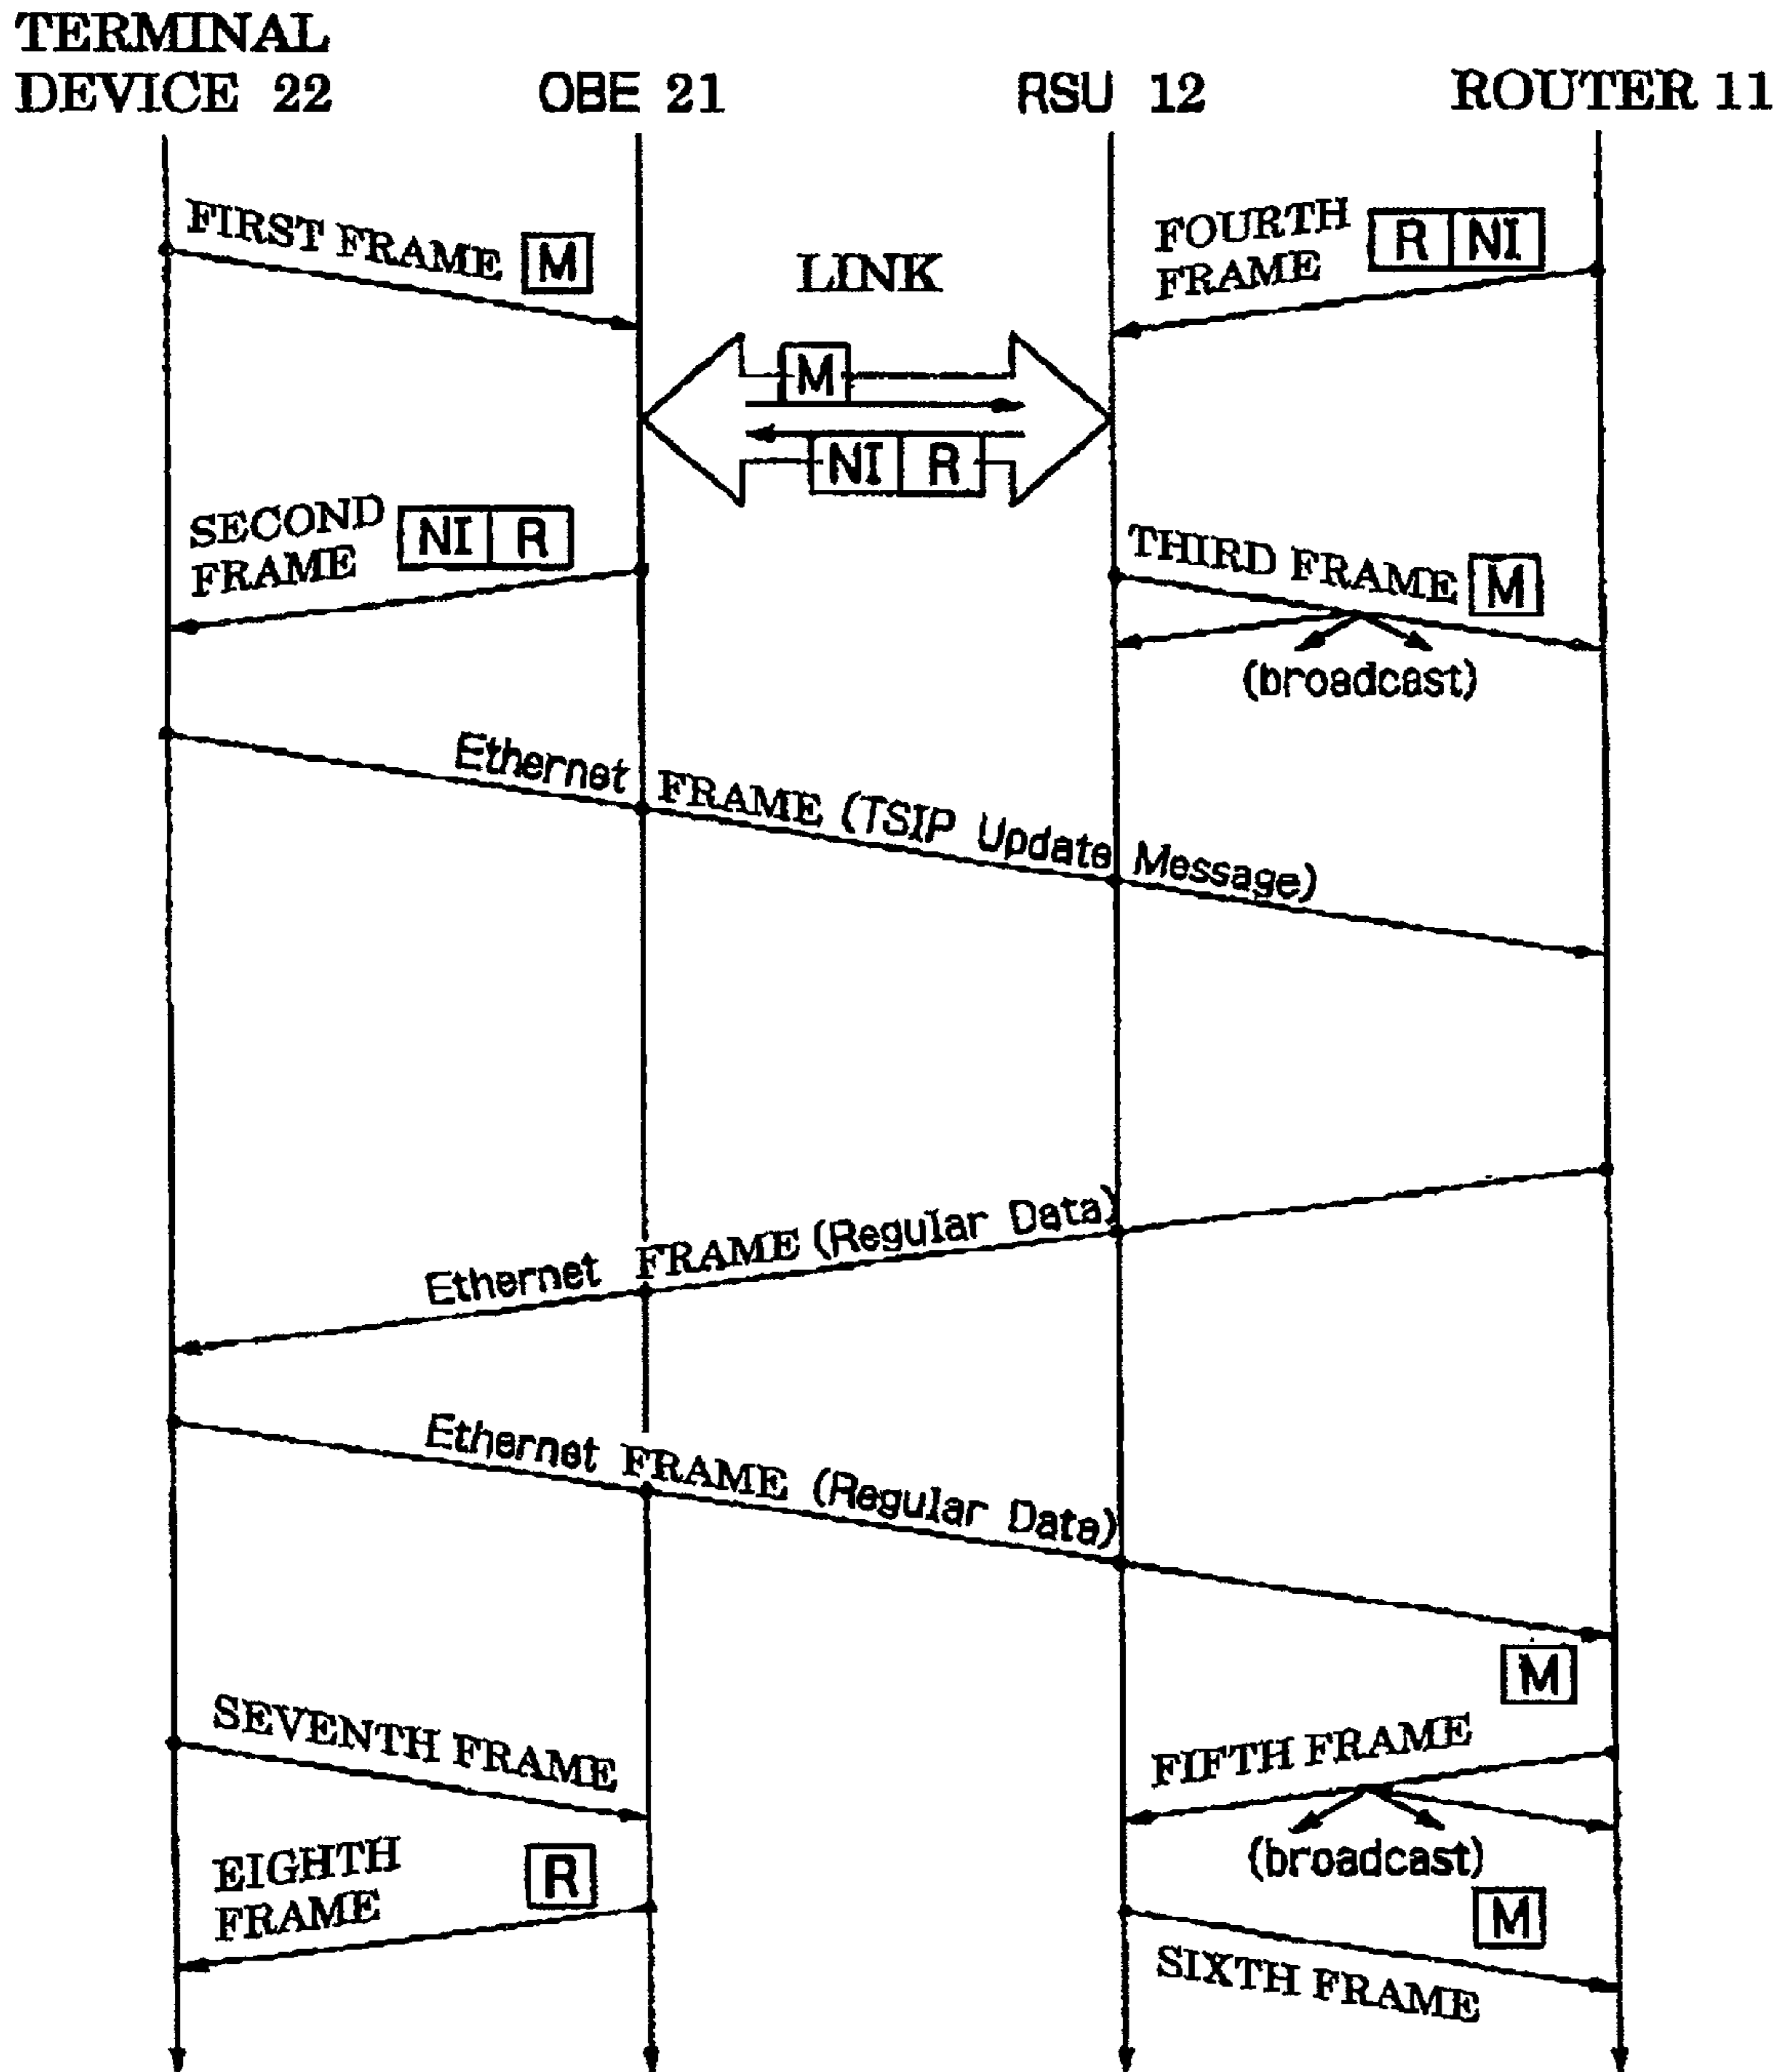 TERMINAL
DEVICE 22
OBE 21
RSU 12
ROUTER 11
FIRST FRAME M
LINK
FOURTH
FRAME
R NI
M
NI R
SECOND
FRAME
NI R
THIRD FRAME M
(broadcast)
Ethernet FRAME (TSIP Update Message)
Ethernet FRAME (Regular Data)
Ethernet FRAME (Regular Data)
M
SEVENTH FRAME
FIFTH FRAME
(broadcast)
EIGHTH
FRAME
R
M
SIXTH FRAME